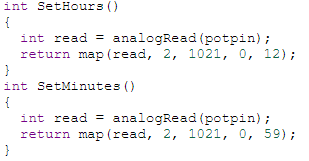 int SetHours()
{
  int read = analogRead(potpin);
  return map(read, 2, 1021, 0, 12);
}
int SetMinutes()
{
  int read = analogRead(potpin);
  return map(read, 2, 1021, 0, 59);
}